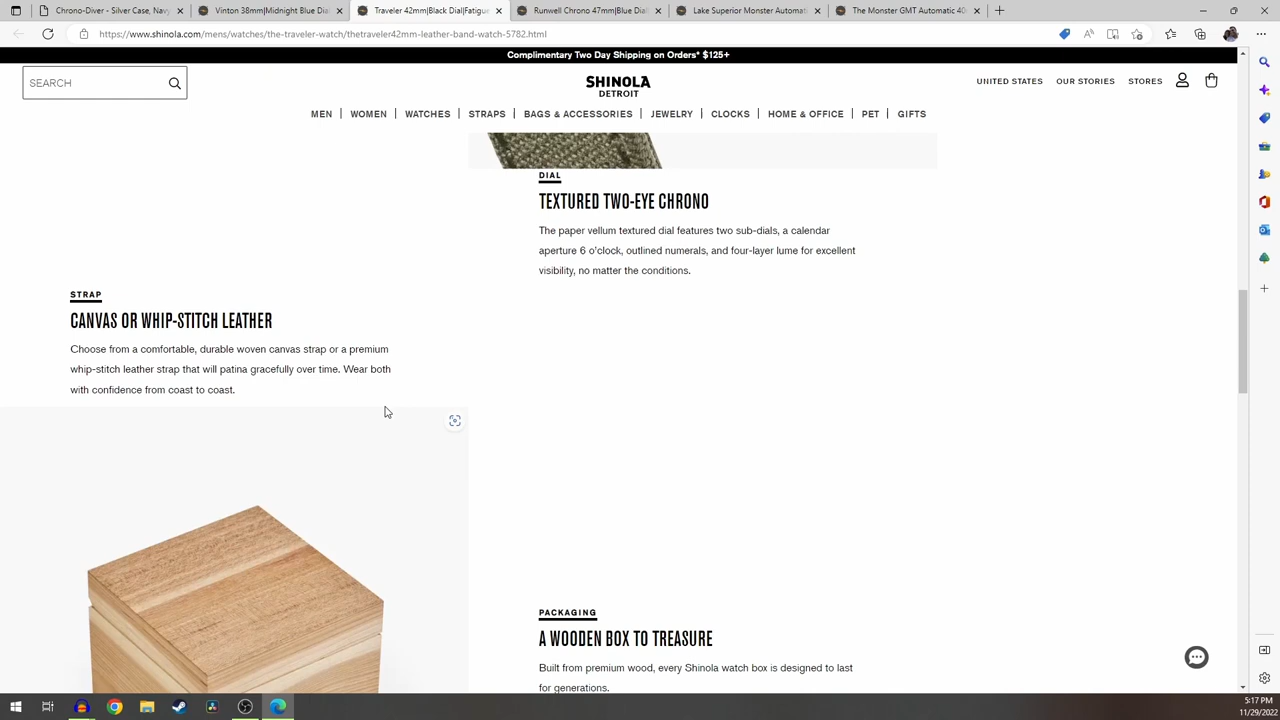 Chrono-Diver - Silver Case, Navy
Vinton 38mm|Midnight Blue Dia
Traveler 42mm|Black Dial|Fatigue
Runwell Chrono 47mm|Blue Dial
Lake Superior Monster Automatic
The Monster GMT Automatic 40
https://www.shinola.com/mens/watches/the-traveler-watch/thetraveler42mm-leather-band-watch-5782.html
Complimentary Two Day Shipping on Orders* $125+
SEARCH
SHINOLA
DETROIT
UNITED STATES
OUR STORIES
STORES
MEN
WOMEN
WATCHES
STRAPS
BAGS & ACCESSORIES
JEWELRY
CLOCKS
HOME & OFFICE
PET
GIFTS
DIAL
TEXTURED TWO-EYE CHRONO
The paper vellum textured dial features two sub-dials, a calendar
aperture 6 o'clock, outlined numerals, and four-layer lume for excellent
visibility, no matter the conditions.
STRAP
CANVAS OR WHIP-STITCH LEATHER
Choose from a comfortable, durable woven canvas strap or a premium
whip-stitch leather strap that will patina gracefully over time. Wear both
with confidence from coast to coast.
PACKAGING
A WOODEN BOX TO TREASURE
Built from premium wood, every Shinola watch box is designed to last
for generations.
5:17 PM
11/29/2022